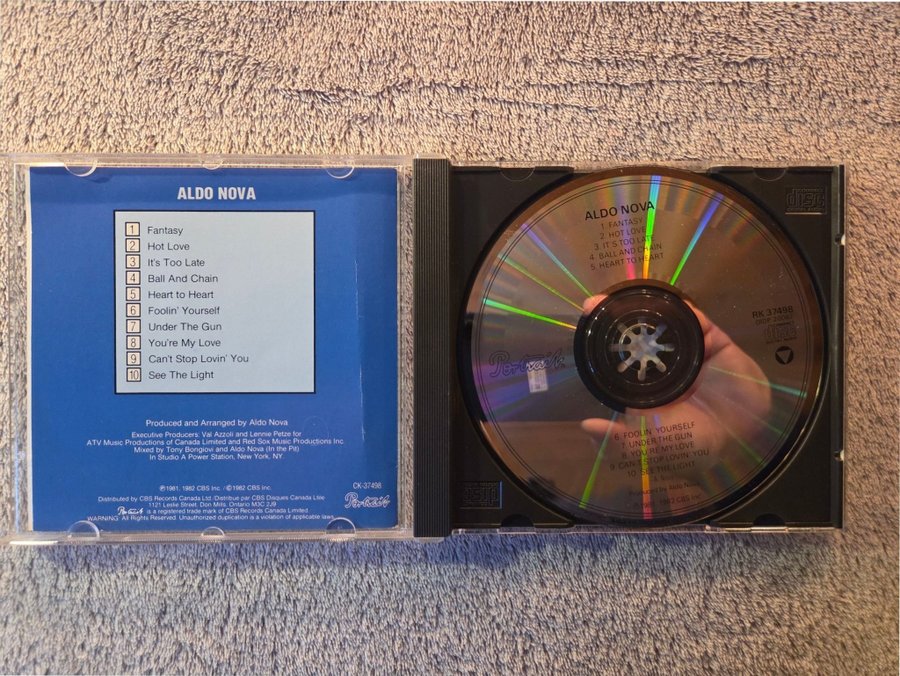 ALDO NOVA
1 Fantasy
2 Hot Love
3 It's Too Late
4 Ball And Chain
5 Heart to Heart
6 Foolin' Yourself
7 Under The Gun
8 You're My Love
9 Can't Stop Lovin' You
10 See The Light
Produced and Arranged by Aldo Nova
Executive Producers: Val Azzoli and Lennie Petze for
ATV Music Productions of Canada Limited and Red Sox Music Productions Inc.
Mixed by Tony Bongiovi and Aldo Nova (In the Pit)
In Studio A Power Station, New York, NY.
℗1981, 1982 CBS Inc. / ©1982 CBS Inc.
CK-37498
Distributed by CBS Records Canada Ltd./Distribue par CBS Disques Canada Ltée
1121 Leslie Street, Don Mills, Ontario M3C 2J9
Portrait is a registered trade mark of CBS Records Canada Limited.
WARNING: All Rights Reserved. Unauthorized duplication is a violation of applicable laws.
Portrait
ALDO NOVA
1 FANTASY
2 HOT LOVE
3 IT'S TOO LATE
4 BALL AND CHAIN
5 HEART TO HEART
RK 37498
Portrait
6 FOOLIN' YOURSELF
7 UNDER THE GUN
8 YOU'RE MY LOVE
9 CAN'T STOP LOVIN' YOU
10 SEE THE LIGHT
Produced by Aldo Nova
℗ 1981, 1982 CBS Inc.
disc
disc